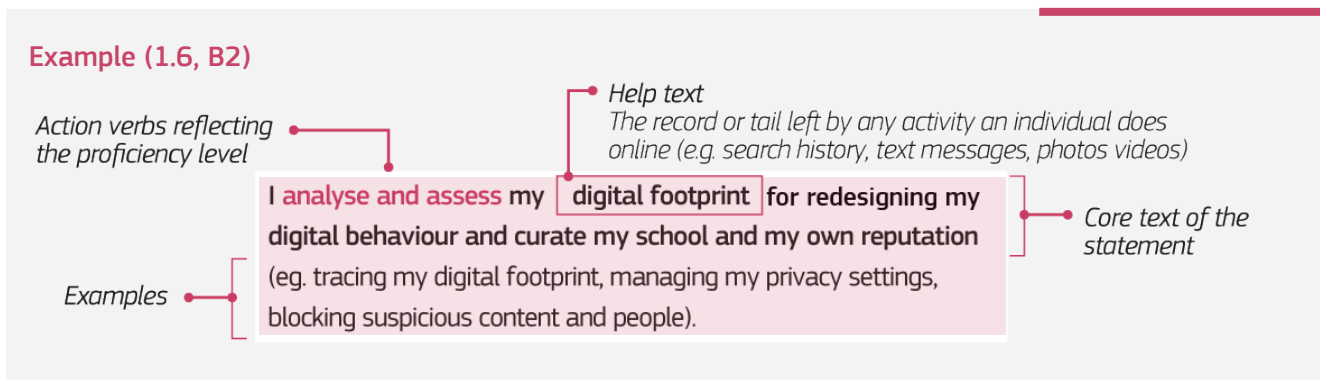 Example (1.6, B2)
Action verbs reflecting
the proficiency level
Help text
The record or tail left by any activity an individual does
online (e.g. search history, text messages, photos videos)
I analyse and assess my digital footprint for redesigning my
digital behaviour and curate my school and my own reputation
(eg. tracing my digital footprint, managing my privacy settings,
blocking suspicious content and people).
Core text of the
statement
Examples